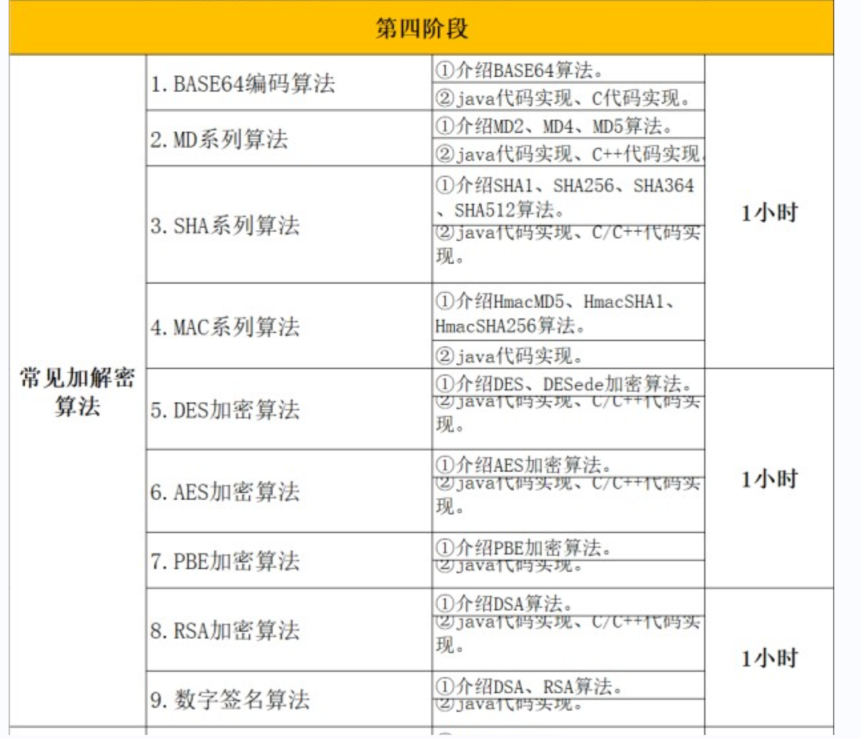 第四阶段
常见加解密
算法
1. BASE64编码算法
①介绍BASE64算法。
②java代码实现、C代码实现。
2. MD系列算法
①介绍MD2、MD4、MD5算法。
②java代码实现、C++代码实现
3. SHA系列算法
①介绍SHA1、SHA256、SHA364
、SHA512算法。
②java代码实现、C/C++代码实
现。
4. MAC系列算法
①介绍HmacMD5、HmacSHA1、
HmacSHA256算法。
②java代码实现。
1小时
5. DES加密算法
①介绍DES、DESede加密算法。
②java代码实现、C/C++代码实
现。
6. AES加密算法
①介绍AES加密算法。
②java代码实现、C/C++代码实
现。
7. PBE加密算法
①介绍PBE加密算法。
②java代码实现。
1小时
8. RSA加密算法
①介绍DSA算法。
②java代码实现、C/C++代码实
现。
9. 数字签名算法
①介绍DSA、RSA算法。
②java代码实现。
1小时